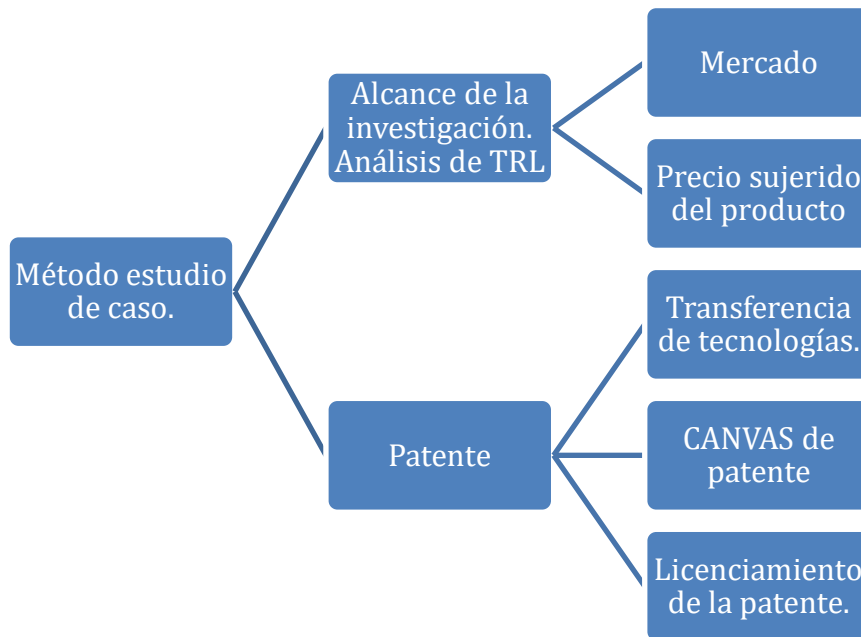 Método estudio
de caso.
Alcance de la
investigación.
Análisis de TRL
Mercado
Precio sujerido
del producto
Patente
Transferencia
de tecnologías.
CANVAS de
patente
Licenciamiento
de la patente.